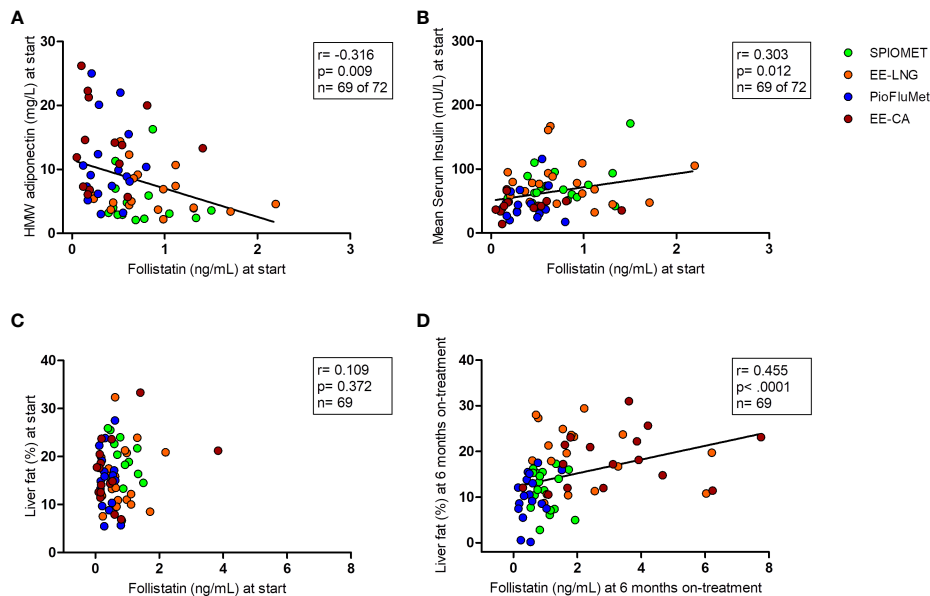 A
HMW adiponectin (mg/L) at start
30
20
10
0
0 1 2 3
Follistatin (ng/mL) at start
r= -0.316
p= 0.009
n= 69 of 72
B
Mean Serum Insulin (mU/L) at start
300
200
100
0
0 1 2 3
Follistatin (ng/mL) at start
r= 0.303
p= 0.012
n= 69 of 72
SPIOMET
EE-LNG
PioFluMet
EE-CA
C
Liver fat (%) at start
40
30
20
10
0
0 2 4 6 8
Follistatin (ng/mL) at start
r= 0.109
p= 0.372
n= 69
D
Liver fat (%) at 6 months on-treatment
40
30
20
10
0
0 2 4 6 8
Follistatin (ng/mL) at 6 months on-treatment
r= 0.455
p< .0001
n= 69